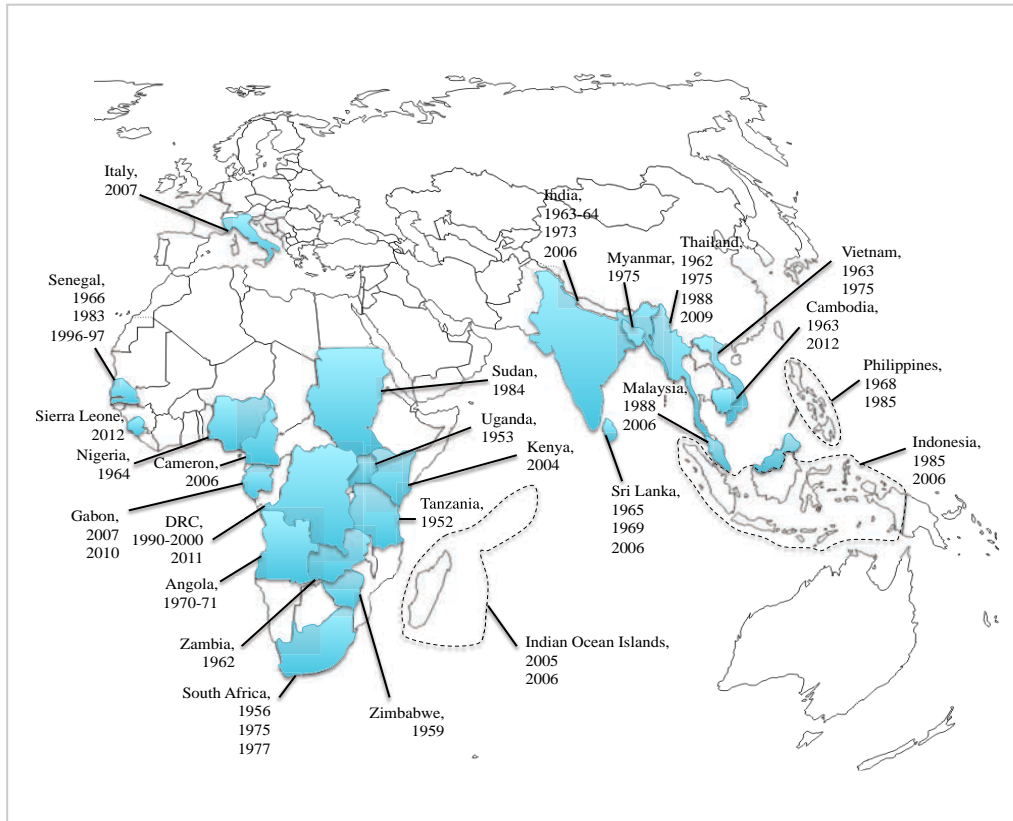 Italy,
2007
India,
1963-64
1973
2006
Myanmar,
1975
Thailand,
1962
1975
1988
2009
Vietnam,
1963
1975
Cambodia,
1963
2012
Philippines,
1968
1985
Senegal,
1966
1983
1996-97
Sudan,
1984
Malaysia,
1988
2006
Sierra Leone,
2012
Uganda,
1953
Nigeria,
1964
Cameron,
2006
Kenya,
2004
Indonesia,
1985
2006
Sri Lanka,
1965
1969
2006
Tanzania,
1952
Gabon,
2007
2010
DRC,
1990-2000
2011
Angola,
1970-71
Zambia,
1962
Indian Ocean Islands,
2005
2006
South Africa,
1956
1975
1977
Zimbabwe,
1959